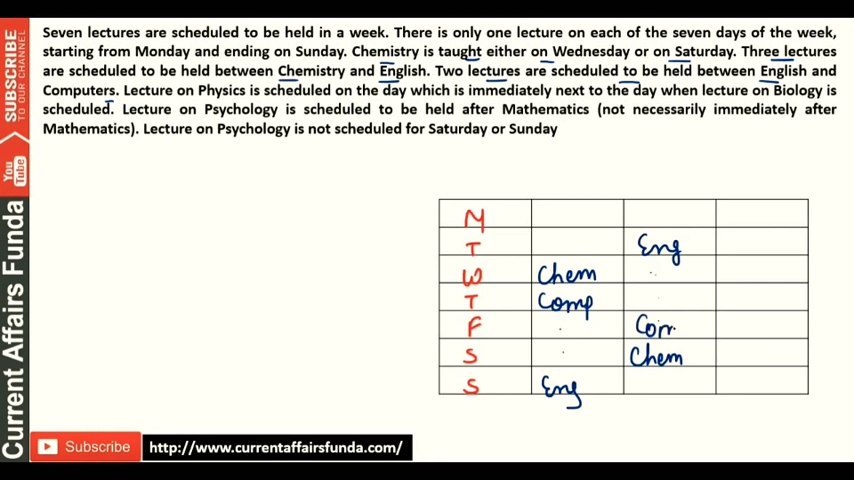 Seven lectures are scheduled to be held in a week. There is only one lecture on each of the seven days of the week,
starting from Monday and ending on Sunday. Chemistry is taught either on Wednesday or on Saturday. Three lectures
are scheduled to be held between Chemistry and English. Two lectures are scheduled to be held between English and
Computers. Lecture on Physics is scheduled on the day which is immediately next to the day when lecture on Biology is
scheduled. Lecture on Psychology is scheduled to be held after Mathematics (not necessarily immediately after
Mathematics). Lecture on Psychology is not scheduled for Saturday or Sunday
M
T Eng
W Chem
T Comp
F Com
S Chem
S Eng
SUBSCRIBE
TO OUR CHANNEL
You
Tube
Current Affairs Funda
Subscribe http://www.currentaffairsfunda.com/